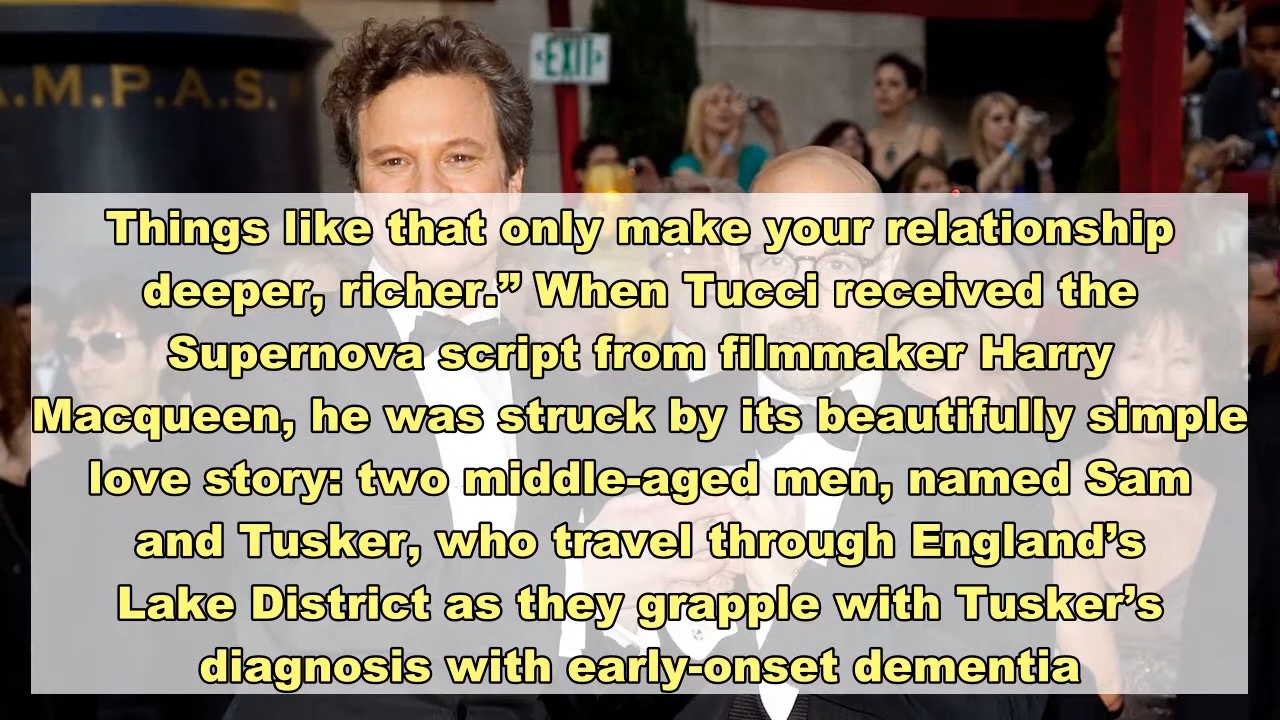 A.M.P.A.S.
EXIT
Things like that only make your relationship
deeper, richer.” When Tucci received the
Supernova script from filmmaker Harry
Macqueen, he was struck by its beautifully simple
love story: two middle-aged men, named Sam
and Tusker, who travel through England’s
Lake District as they grapple with Tusker’s
diagnosis with early-onset dementia